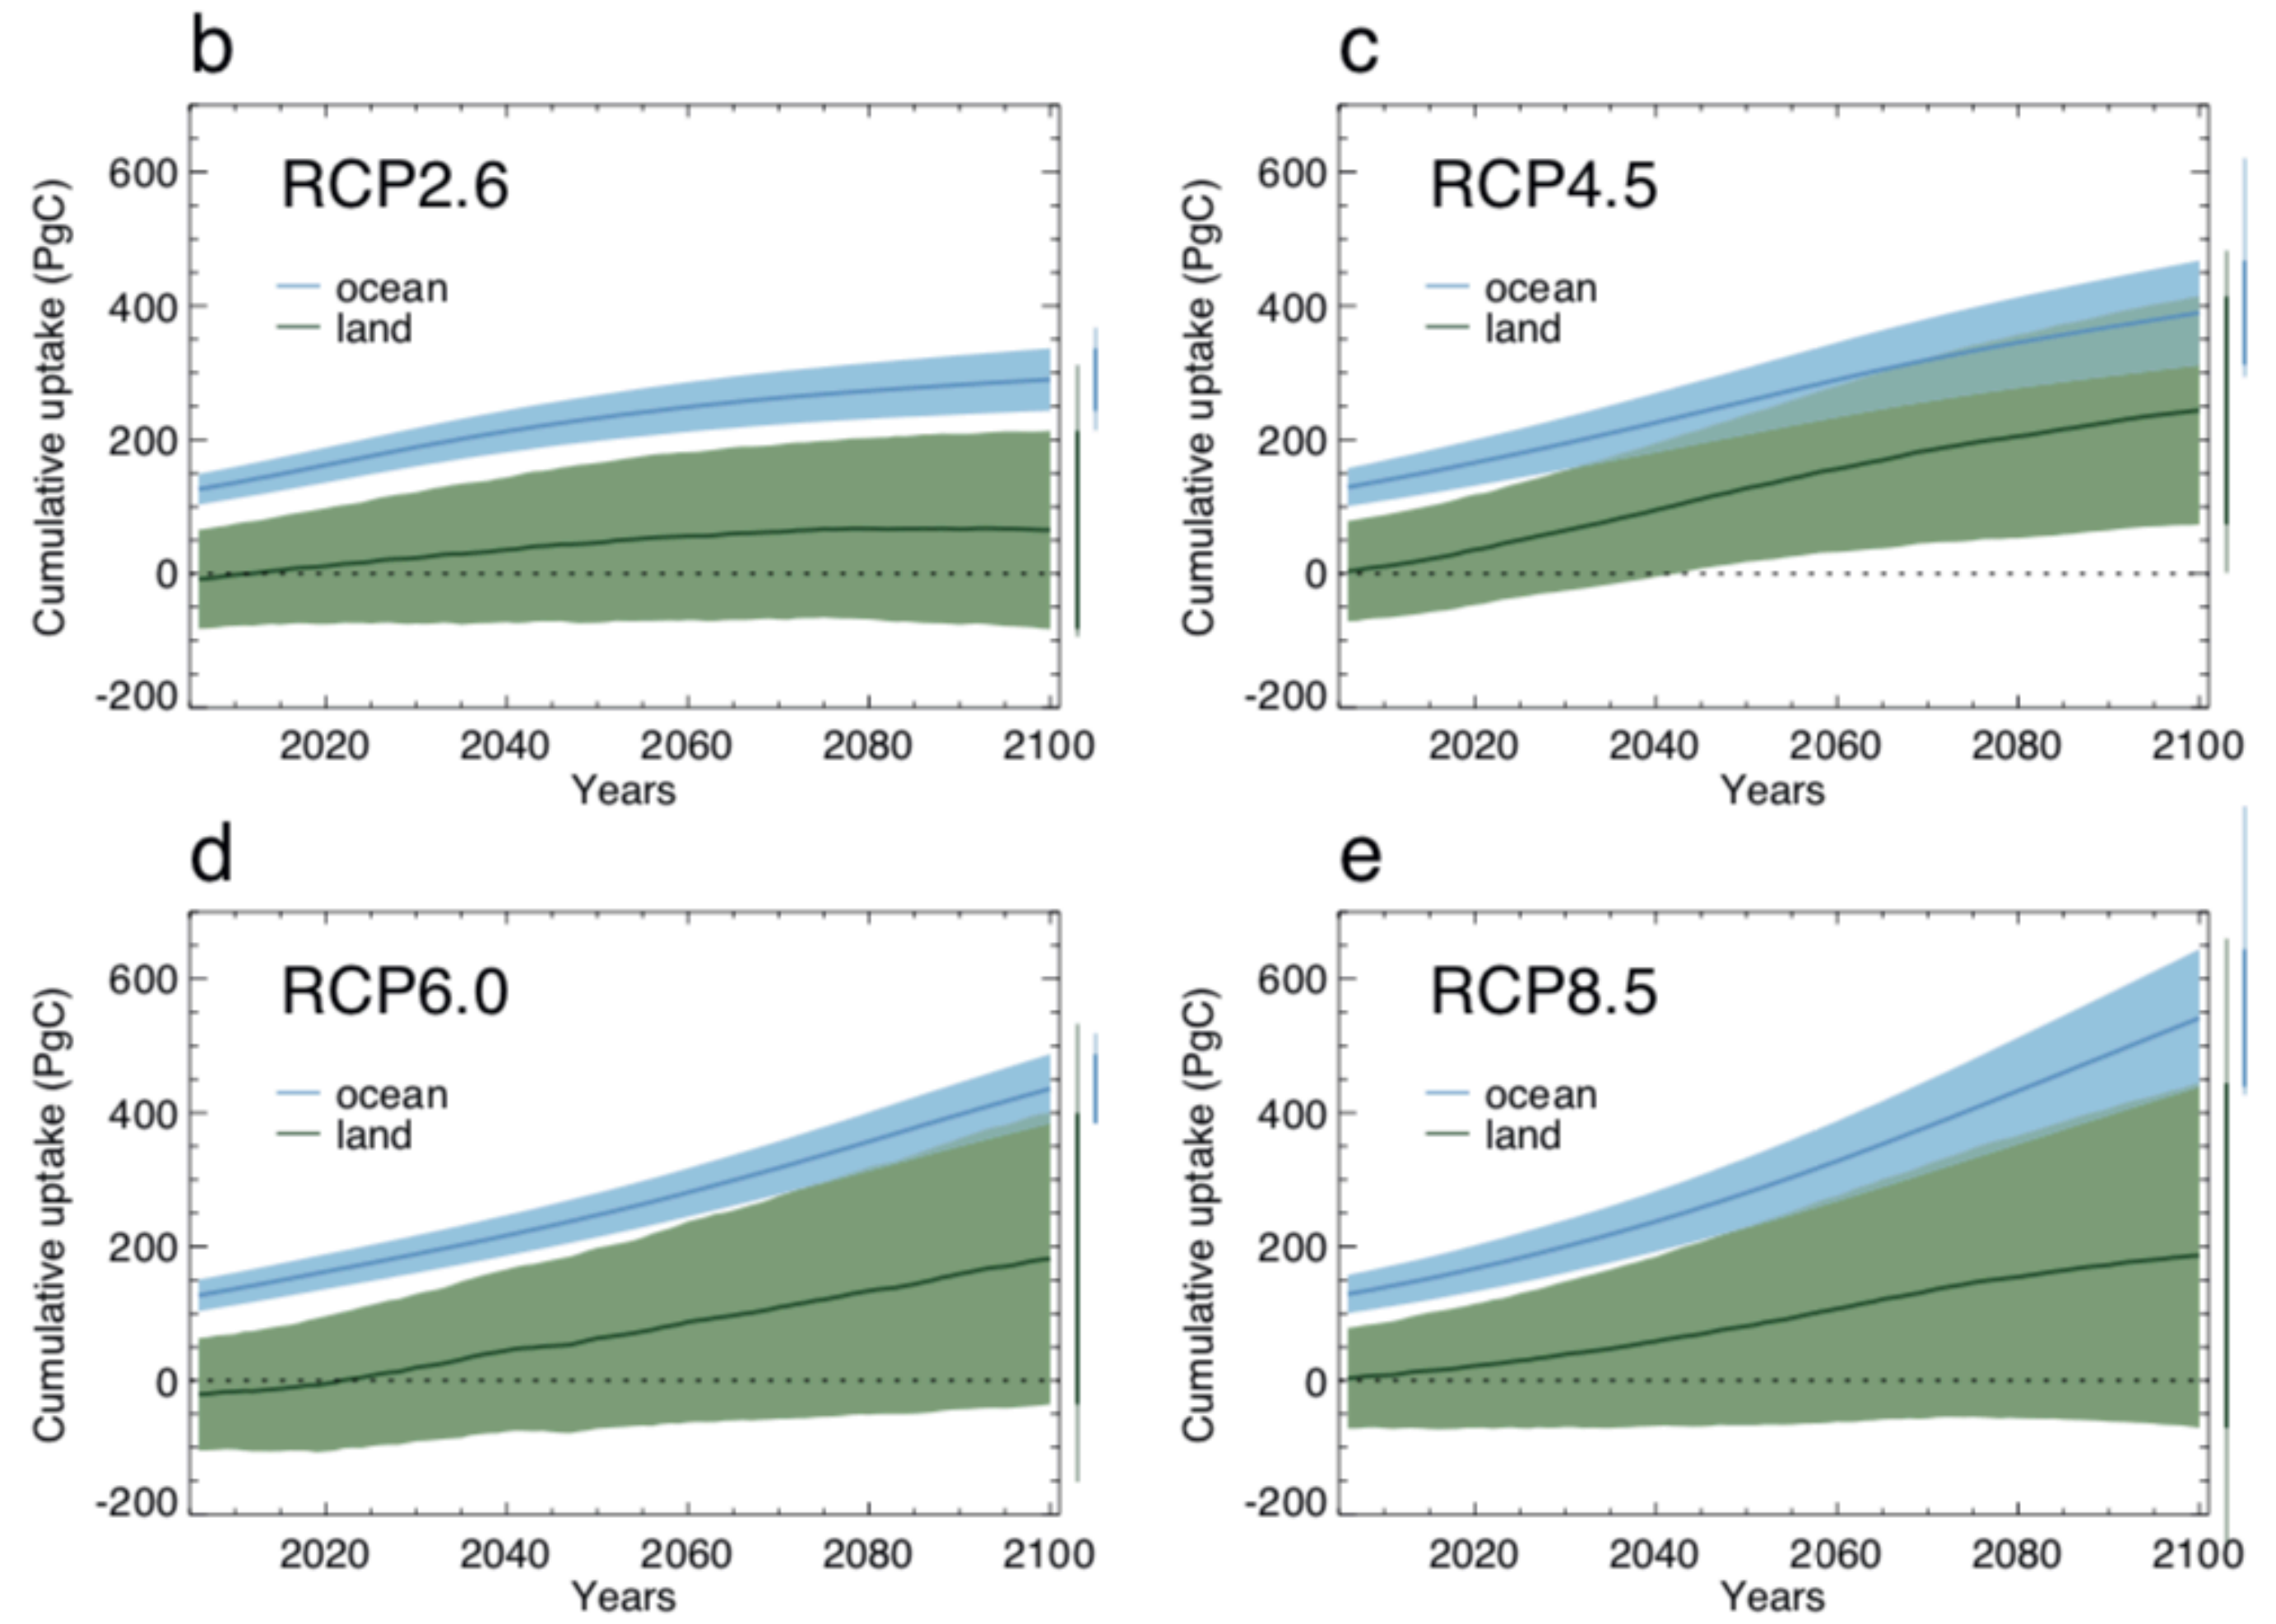 b
RCP2.6
ocean
land
Cumulative uptake (PgC)
600
400
200
0
-200
2020 2040 2060 2080 2100
Years
c
RCP4.5
ocean
land
Cumulative uptake (PgC)
600
400
200
0
-200
2020 2040 2060 2080 2100
Years
d
RCP6.0
ocean
land
Cumulative uptake (PgC)
600
400
200
0
-200
2020 2040 2060 2080 2100
Years
e
RCP8.5
ocean
land
Cumulative uptake (PgC)
600
400
200
0
-200
2020 2040 2060 2080 2100
Years